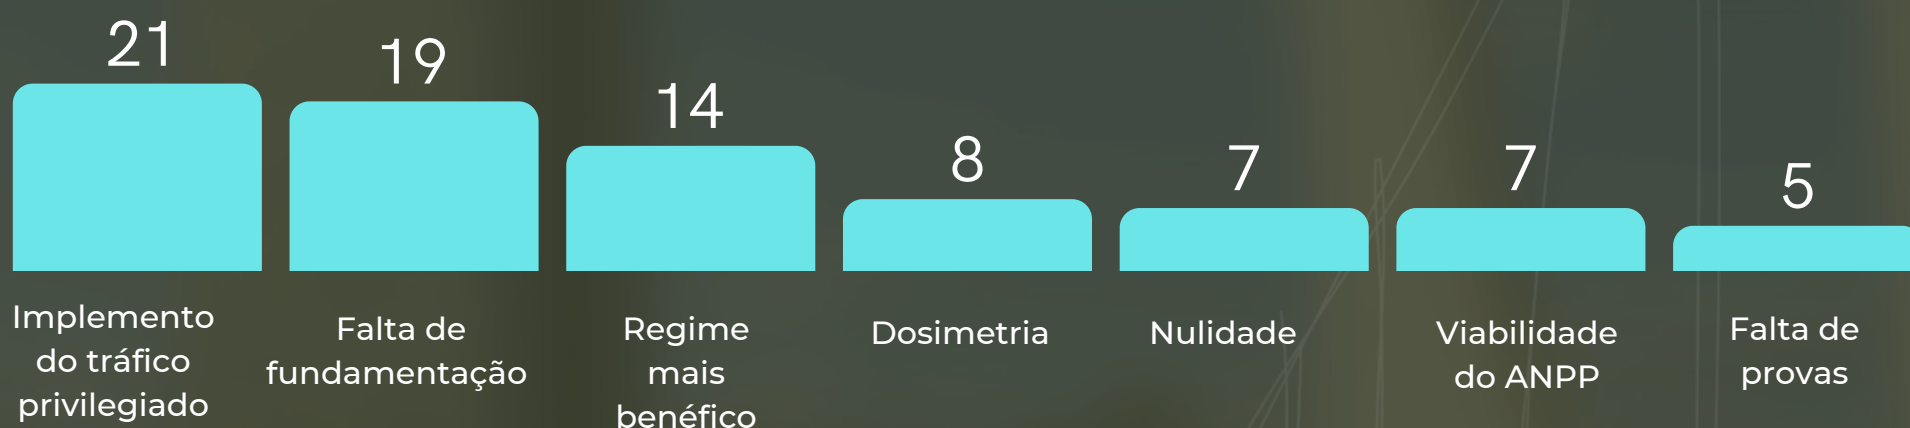 21
19
14
8
7
7
5
Implemento
do tráfico
privilegiado
Falta de
fundamentação
Regime
mais
benéfico
Dosimetria
Nulidade
Viabilidade
do ANPP
Falta de
provas